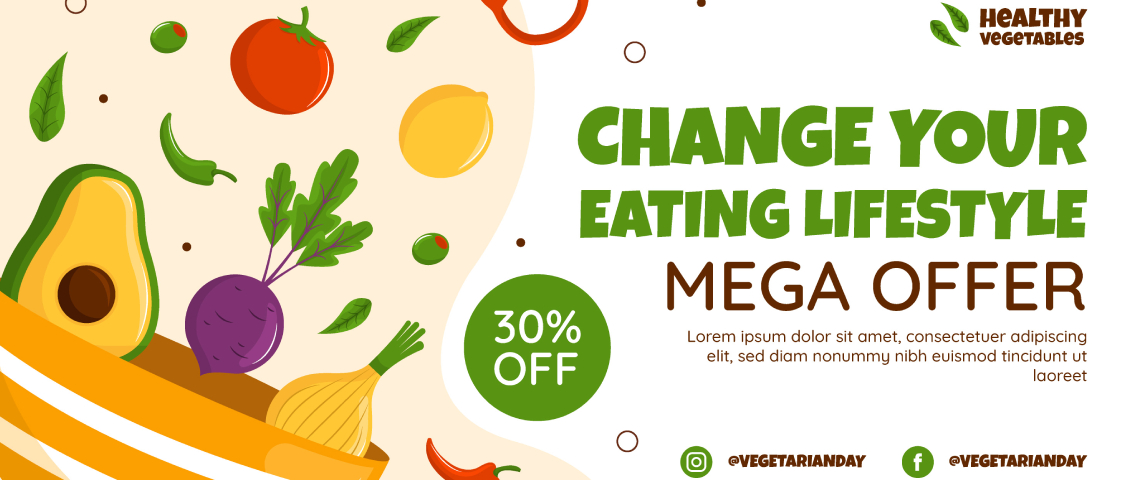 HEALTHY
VEGETABLES
CHANGE YOUR
EATING LIFESTYLE
MEGA OFFER
30%
OFF
Lorem ipsum dolor sit amet, consectetuer adipiscing
elit, sed diam nonummy nibh euismod tincidunt ut
laoreet
@VEGETARIANDAY
@VEGETARIANDAY